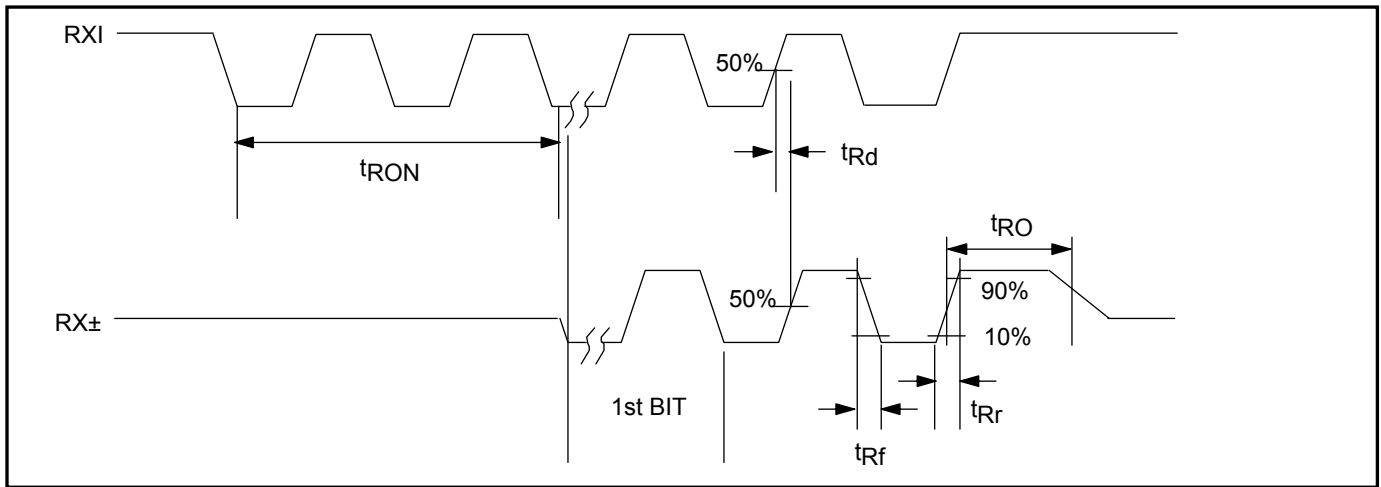 RXI
50%
tRON
tRd
tRO
RX±
50%
90%
10%
1st BIT
tRr
tRf